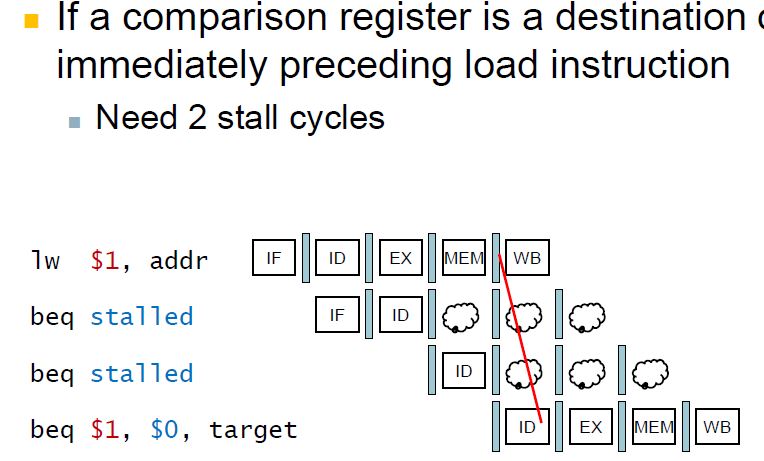 If a comparison register is a destination
immediately preceding load instruction
Need 2 stall cycles
lw $1, addr IF ID EX MEM WB
beq stalled IF ID
beq stalled ID
beq $1, $0, target ID EX MEM WB